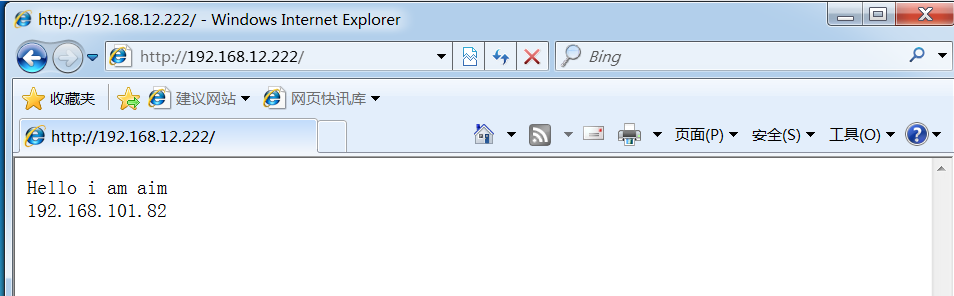 http://192.168.12.222/ - Windows Internet Explorer
http://192.168.12.222/
Bing
收藏夹
建议网站
网页快讯库
http://192.168.12.222/
页面(P)
安全(S)
工具(O)
Hello i am aim
192.168.101.82